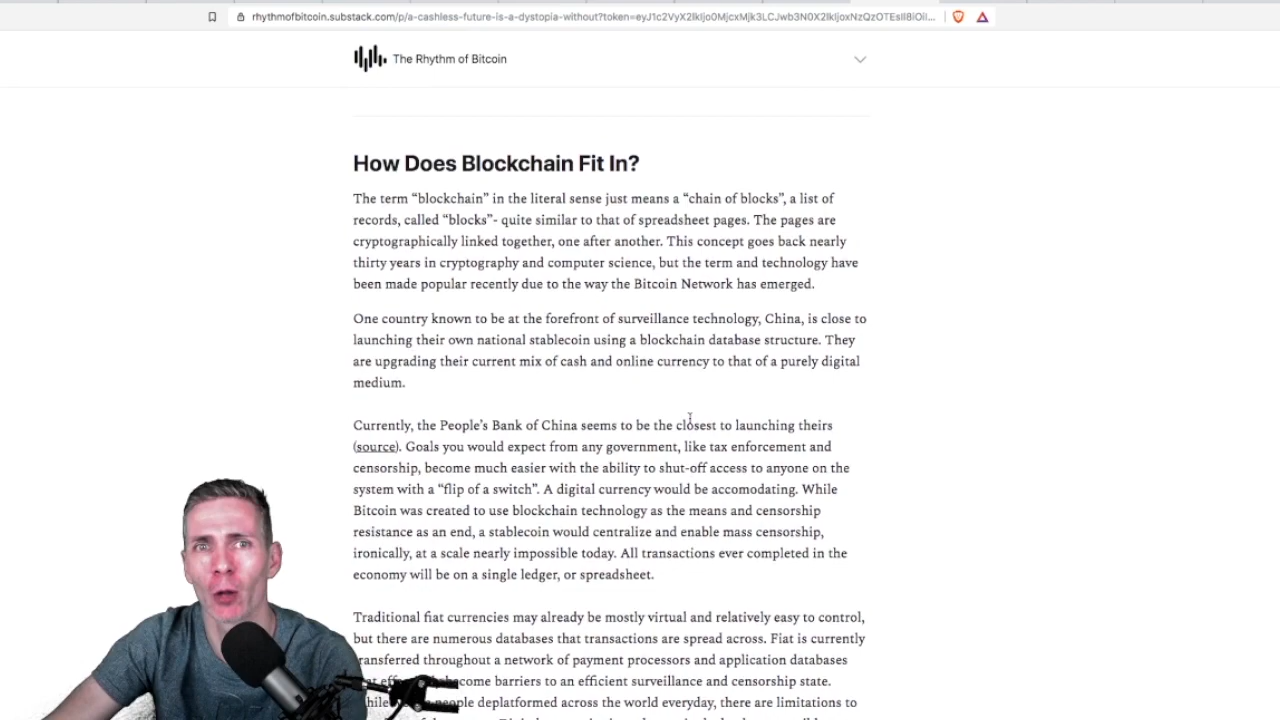 rhythmofbitcoin.substack.com/p/a-cashless-future-is-a-dystopia-without?token=
The Rhythm of Bitcoin
How Does Blockchain Fit In?
The term “blockchain” in the literal sense just means a “chain of blocks”, a list of
records, called “blocks”- quite similar to that of spreadsheet pages. The pages are
cryptographically linked together, one after another. This concept goes back nearly
thirty years in cryptography and computer science, but the term and technology have
been made popular recently due to the way the Bitcoin Network has emerged.
One country known to be at the forefront of surveillance technology, China, is close to
launching their own national stablecoin using a blockchain database structure. They
are upgrading their current mix of cash and online currency to that of a purely digital
medium.
Currently, the People’s Bank of China seems to be the closest to launching theirs
(source). Goals you would expect from any government, like tax enforcement and
censorship, become much easier with the ability to shut-off access to anyone on the
system with a “flip of a switch”. A digital currency would be accomodating. While
Bitcoin was created to use blockchain technology as the means and censorship
resistance as an end, a stablecoin would centralize and enable mass censorship,
ironically, at a scale nearly impossible today. All transactions ever completed in the
economy will be on a single ledger, or spreadsheet.
Traditional fiat currencies may already be mostly virtual and relatively easy to control,
but there are numerous databases that transactions are spread across. Fiat is currently
transferred throughout a network of payment processors and application databases
become barriers to an efficient surveillance and censorship state.
people deplatformed across the world everyday, there are limitations to